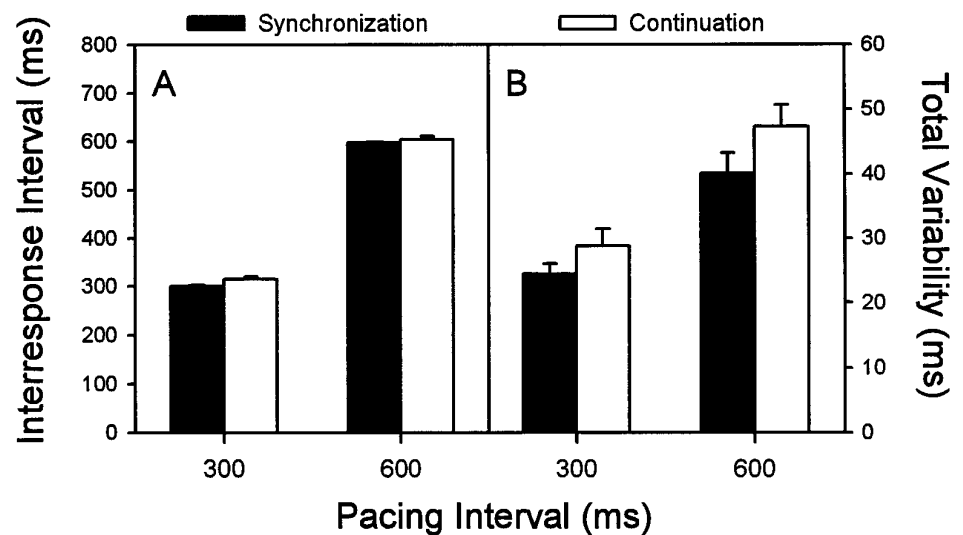 Synchronization Continuation
Interresponse Interval (ms)
800
700
600
500
400
300
200
100
0
A
B
60
50
40
30
20
10
0
Total Variability (ms)
300 600 300 600
Pacing Interval (ms)